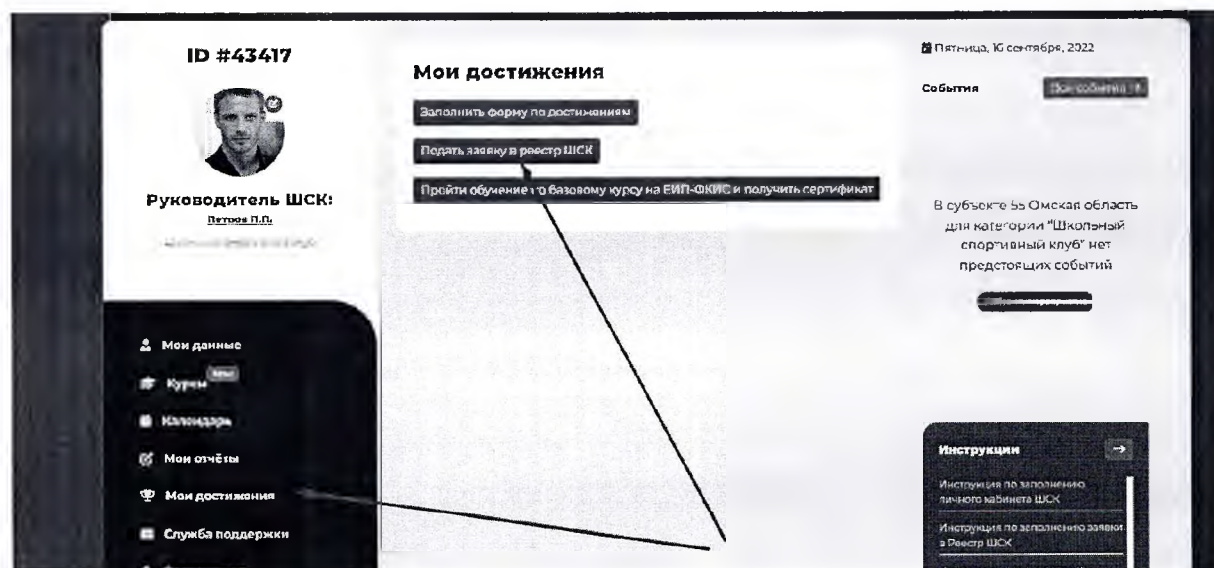 ID #43417
Руководитель ШСК:
Петров П.П.
Мои данные
Курсы
Календарь
Мои отчёты
Мои достижения
Служба поддержки
Мои достижения
Заполнить форму по достижениям
Подать заявку в реестр ШСК
Пройти обучение по базовому курсу на ЕИП-ФКИС и получить сертификат
Пятница, 16 сентября, 2022
События
Все события
В субъекте 55 Омская область
для категории "Школьный
спортивный клуб" нет
предстоящих событий
Инструкции →
Инструкция по заполнению
личного кабинета ШСК
Инструкция по заполнению заявки
в Реестр ШСК